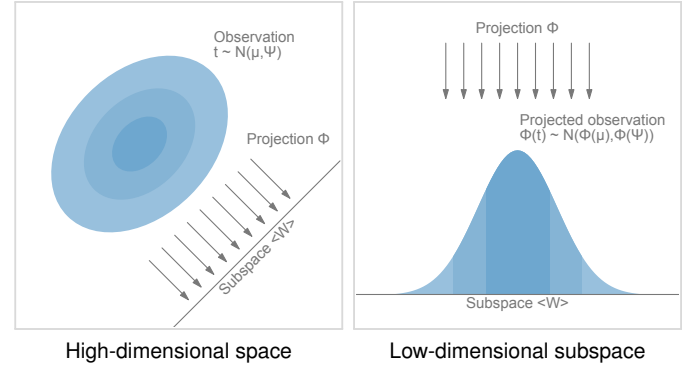 Observation
t ~ N(μ,Ψ)
Projection Φ
Subspace <W>
High-dimensional space
Projection Φ
Projected observation
Φ(t) ~ N(Φ(μ),Φ(Ψ))
Subspace <W>
Low-dimensional subspace